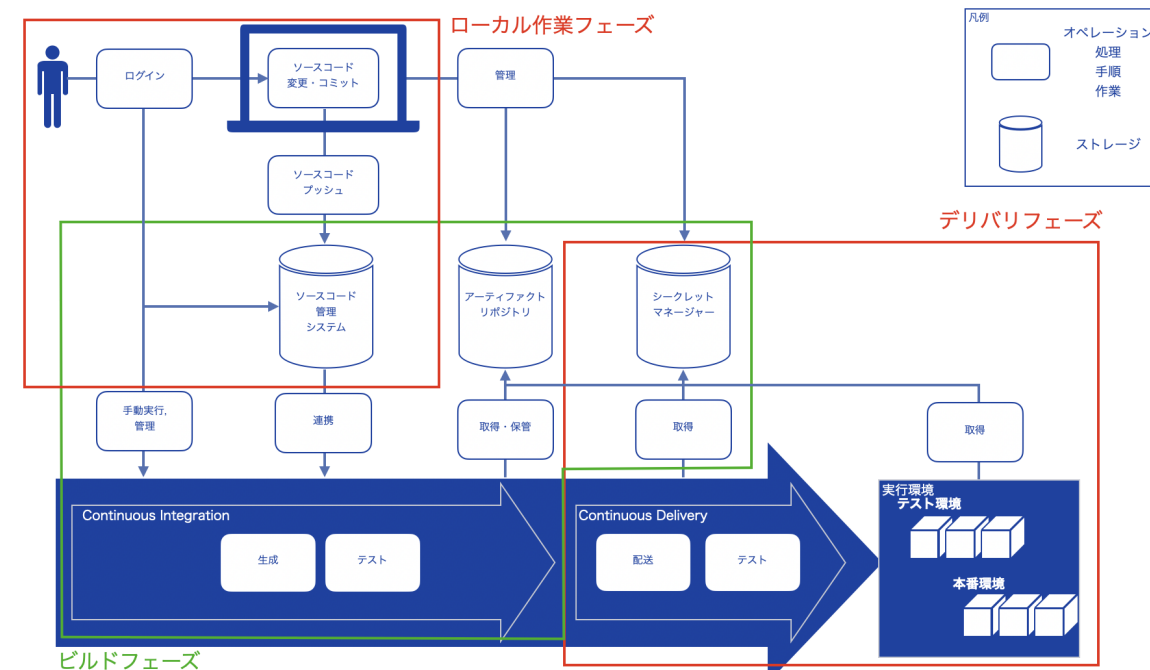 ローカル作業フェーズ
凡例
オペレーション
処理
手順
作業
ストレージ
ログイン
ソースコード
変更・コミット
管理
ソースコード
プッシュ
デリバリフェーズ
ソースコード
管理
システム
アーティファクト
リポジトリ
シークレット
マネージャー
手動実行,
管理
連携
取得・保管
取得
取得
Continuous Integration
生成
テスト
Continuous Delivery
配送
テスト
実行環境
テスト環境
本番環境
ビルドフェーズ